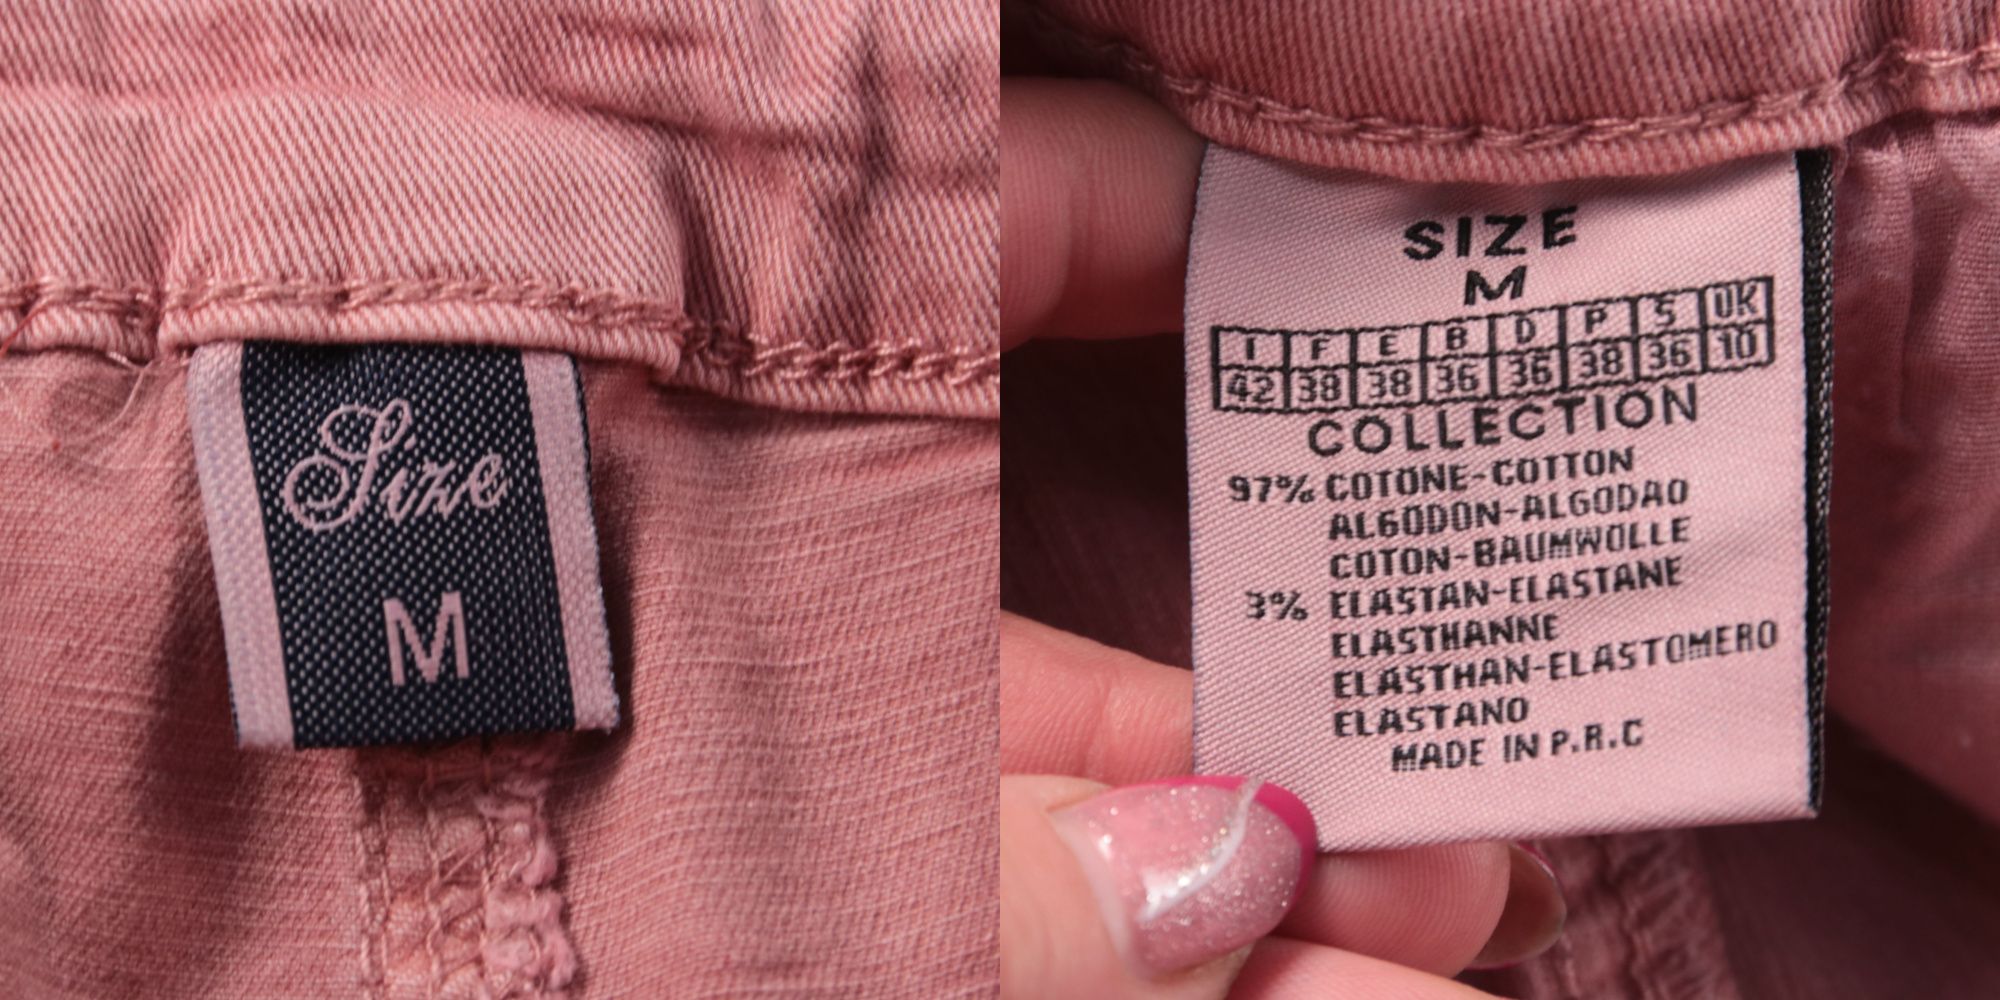 Size
M
SIZE
M
I F E B D P S UK
42 38 38 36 36 38 36 10
COLLECTION
97% COTONE-COTTON
ALGODON-ALGODAO
COTON-BAUMWOLLE
3% ELASTAN-ELASTANE
ELASTHANNE
ELASTHAN-ELASTOMERO
ELASTANO
MADE IN P.R.C